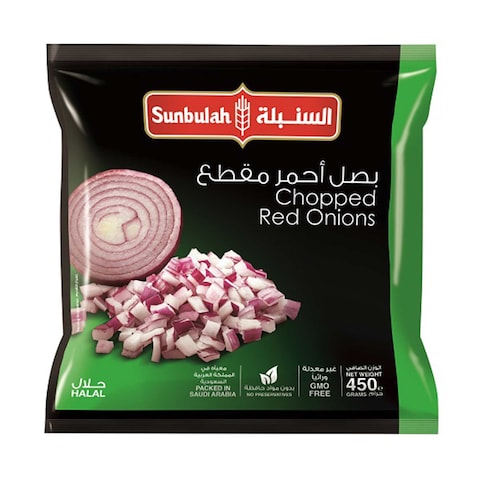 Sunbulah السنبلة
بصل أحمر مقطع
Chopped
Red Onions
حلال
HALAL
معبأه في
المملكة العربية
السعودية
PACKED IN
SAUDI ARABIA
بدون مواد حافظة
NO PRESERVATIVES
غير معدلة
وراثياً
GMO
FREE
الوزن الصافي
NET WEIGHT
450
جرام
GRAMS